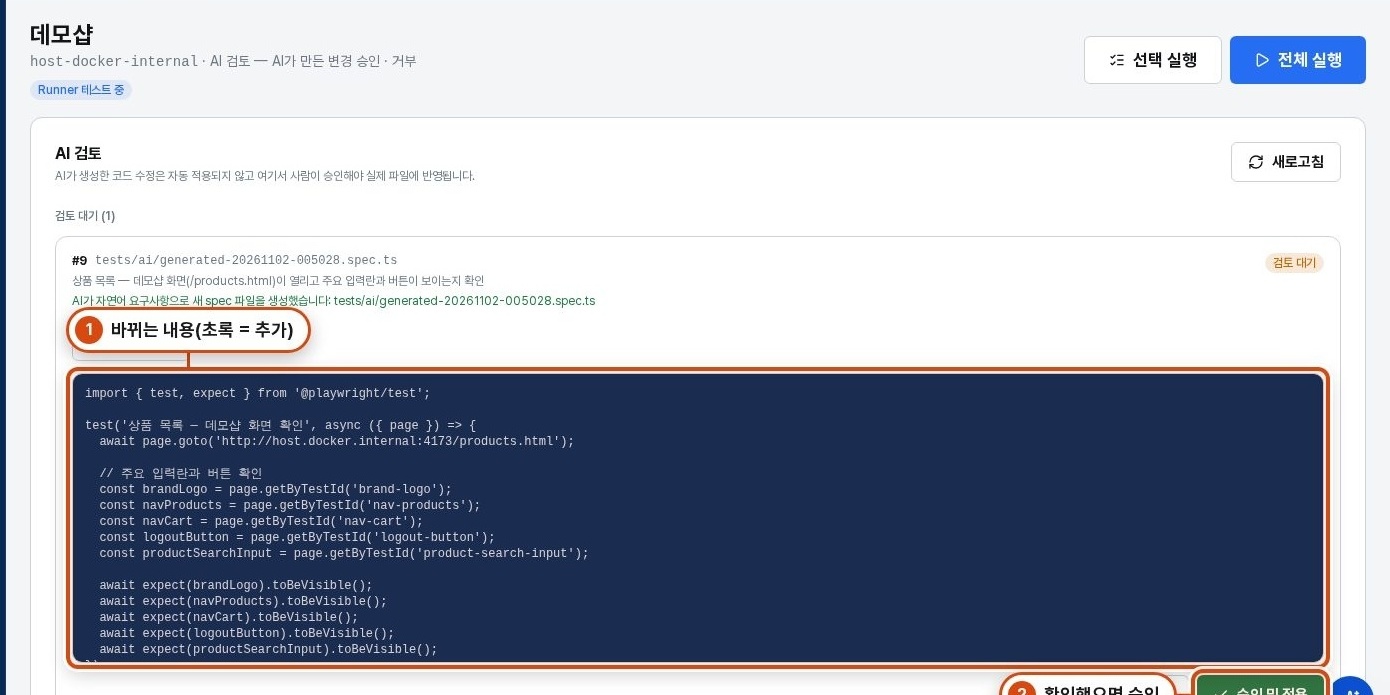 데모샵
host-docker-internal · AI 검토 — AI가 만든 변경 승인 · 거부
Runner 테스트 중
선택 실행
전체 실행
AI 검토
AI가 생성한 코드 수정은 자동 적용되지 않고 여기서 사람이 승인해야 실제 파일에 반영됩니다.
새로고침
검토 대기 (1)
#9 tests/ai/generated-20261102-005028.spec.ts
검토 대기
상품 목록 — 데모샵 화면(/products.html)이 열리고 주요 입력란과 버튼이 보이는지 확인
AI가 자연어 요구사항으로 새 spec 파일을 생성했습니다: tests/ai/generated-20261102-005028.spec.ts
1 바뀌는 내용(초록 = 추가)
import { test, expect } from '@playwright/test';
test('상품 목록 — 데모샵 화면 확인', async ({ page }) => {
await page.goto('http://host.docker.internal:4173/products.html');
// 주요 입력란과 버튼 확인
const brandLogo = page.getByTestId('brand-logo');
const navProducts = page.getByTestId('nav-products');
const navCart = page.getByTestId('nav-cart');
const logoutButton = page.getByTestId('logout-button');
const productSearchInput = page.getByTestId('product-search-input');
await expect(brandLogo).toBeVisible();
await expect(navProducts).toBeVisible();
await expect(navCart).toBeVisible();
await expect(logoutButton).toBeVisible();
await expect(productSearchInput).toBeVisible();
2 확인했으면 승인
승인 및 적용